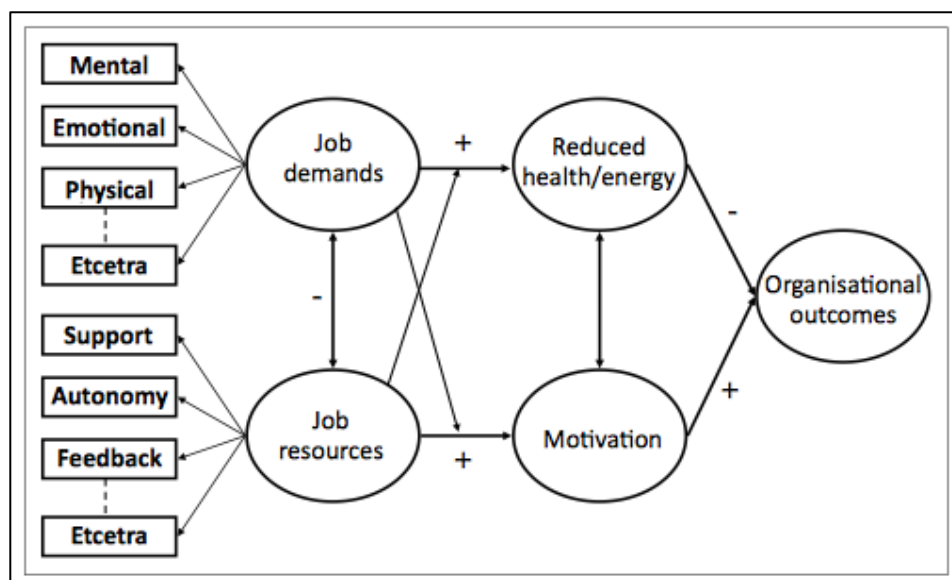 Mental
Emotional
Physical
Etcetra
Support
Autonomy
Feedback
Etcetra
Job
demands
+
Reduced
health/energy
-
-
Organisational
outcomes
Job
resources
+
Motivation
+